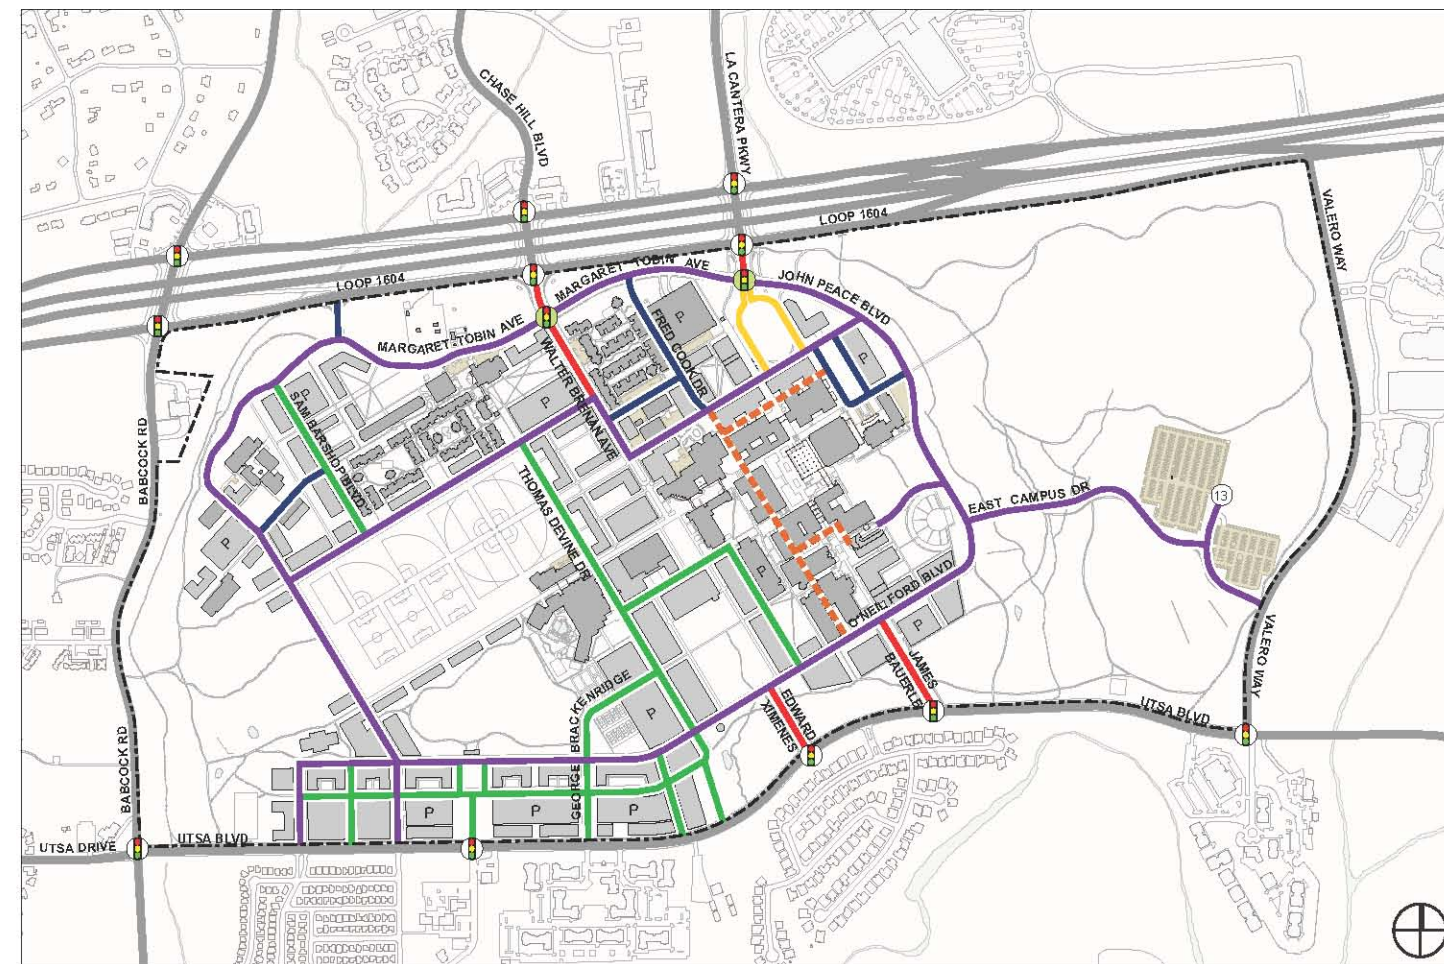 CHASE HILL BLVD
LA CANTERA PKWY
LOOP 1604
VALERO WAY
LOOP 1604
MARGARET TOBIN AVE
JOHN PEACE BLVD
MARGARET TOBIN AVE
FRED COOK DR
P
WALTER BRENAN AVE
P
P
SAM BARSHOP BLVD
P
BABCOCK RD
THOMAS DEVINE DR
EAST CAMPUS DR
13
P
P
O'NEIL FORD BLVD
P
JAMES
BAUERLE
VALERO WAY
GEORGE BRACKENRIDGE
P
EDWARD
XIMENES
UTSA BLVD
BABCOCK RD
P
P
P
UTSA DRIVE
UTSA BLVD